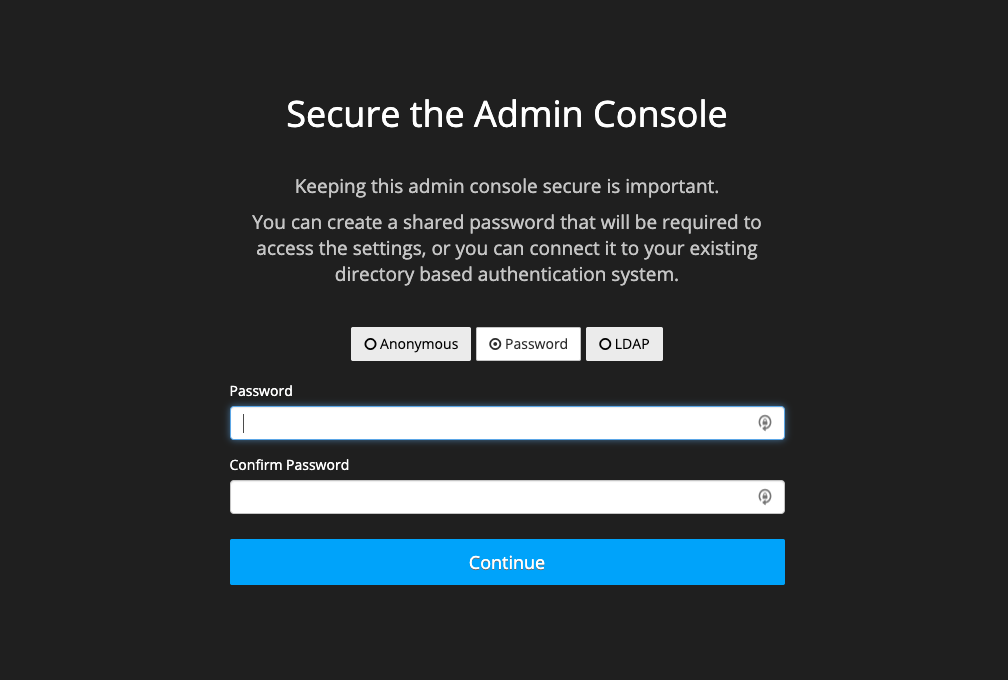 Secure the Admin Console
Keeping this admin console secure is important.
You can create a shared password that will be required to
access the settings, or you can connect it to your existing
directory based authentication system.
Anonymous Password LDAP
Password
Confirm Password
Continue